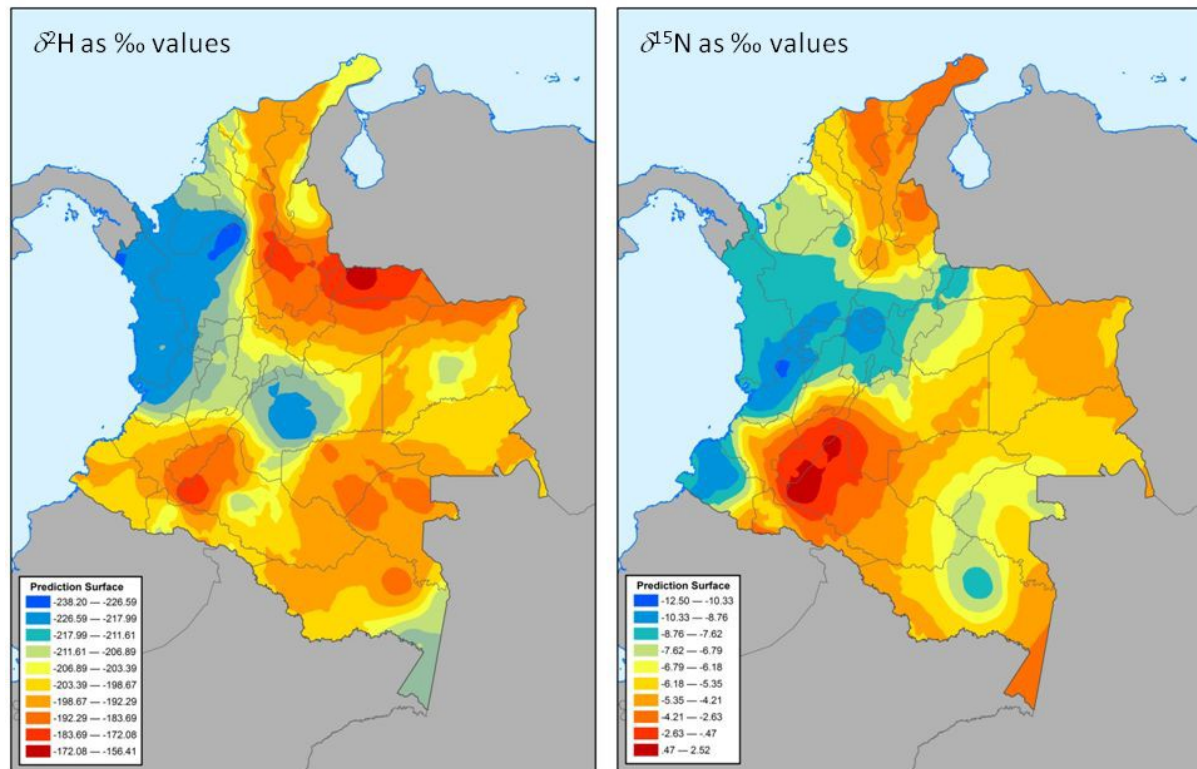 δ²H as ‰ values
Prediction Surface
-238.20 — -226.59
-226.59 — -217.99
-217.99 — -211.61
-211.61 — -206.89
-206.89 — -203.39
-203.39 — -198.67
-198.67 — -192.29
-192.29 — -183.69
-183.69 — -172.08
-172.08 — -156.41
δ¹⁵N as ‰ values
Prediction Surface
-12.50 — -10.33
-10.33 — -8.76
-8.76 — -7.62
-7.62 — -6.79
-6.79 — -6.18
-6.18 — -5.35
-5.35 — -4.21
-4.21 — -2.63
-2.63 — -.47
.47 — 2.52